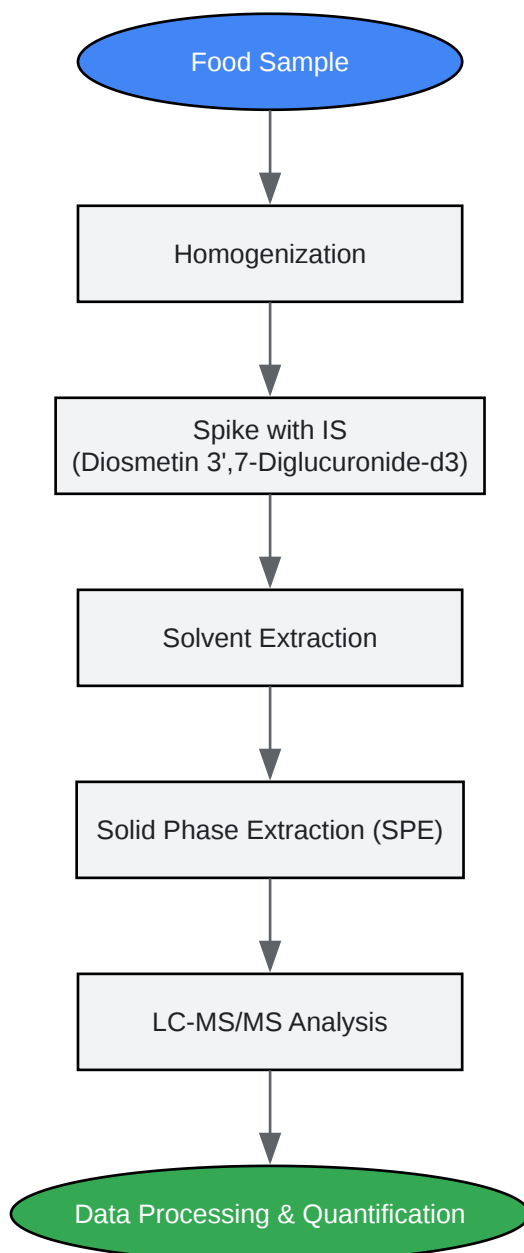 Food Sample
Homogenization
Spike with IS
(Diosmetin 3',7-Diglucuronide-d3)
Solvent Extraction
Solid Phase Extraction (SPE)
LC-MS/MS Analysis
Data Processing & Quantification